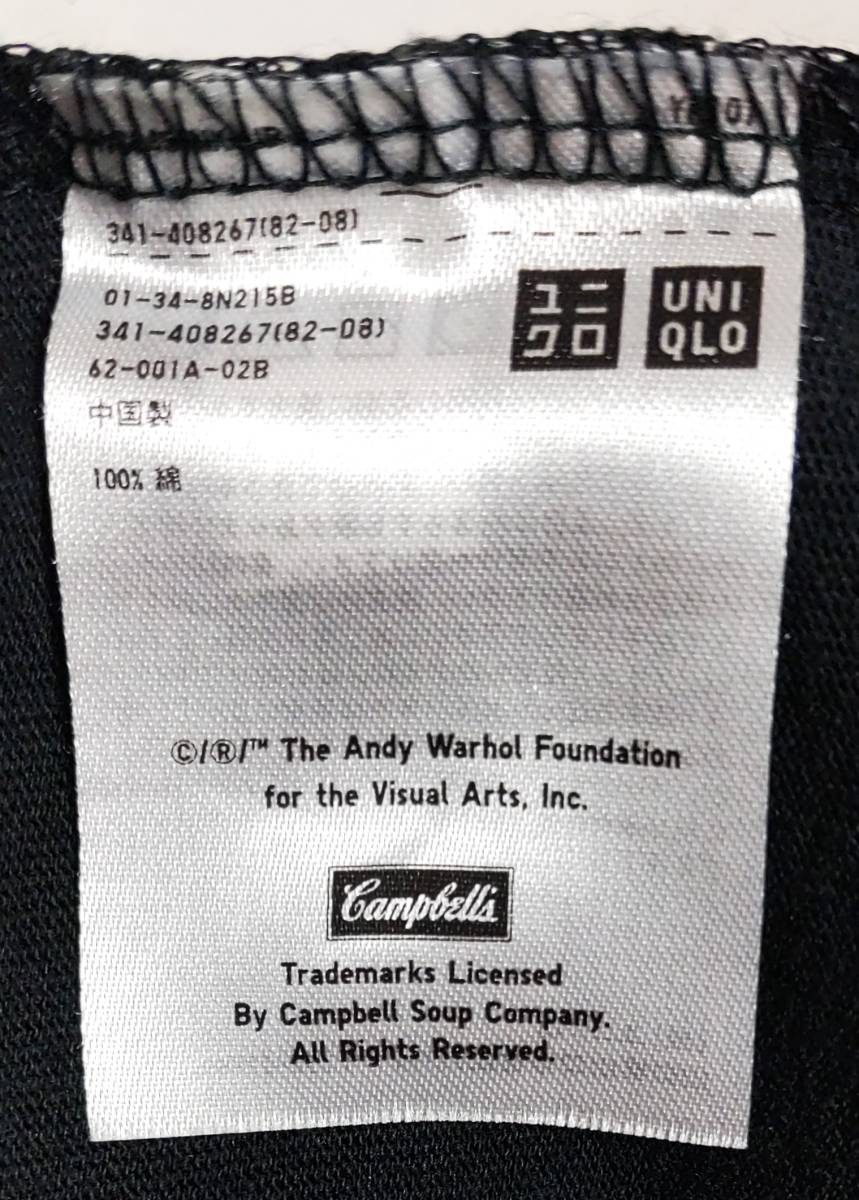 341-408267(82-08)
01-34-8N215B
341-408267(82-08)
62-001A-02B
中国製
100% 綿
ユニ
クロ
UNI
QLO
©/®/™ The Andy Warhol Foundation
for the Visual Arts, Inc.
Campbell's
Trademarks Licensed
By Campbell Soup Company.
All Rights Reserved.